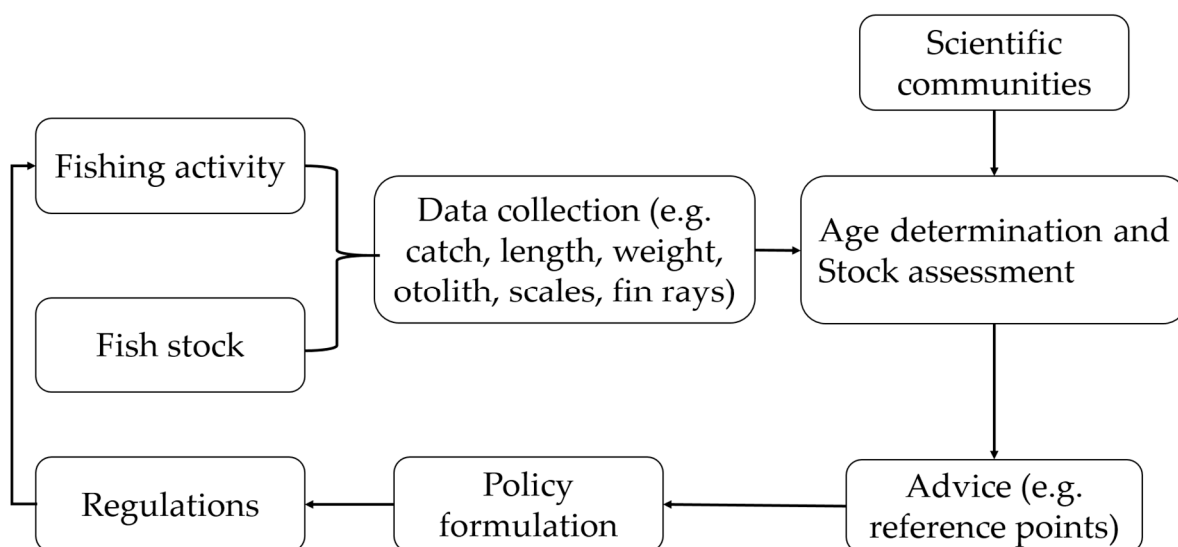 Scientific
communities
Fishing activity
Data collection (e.g.
catch, length, weight,
otolith, scales, fin rays)
Age determination and
Stock assessment
Fish stock
Regulations
Policy
formulation
Advice (e.g.
reference points)